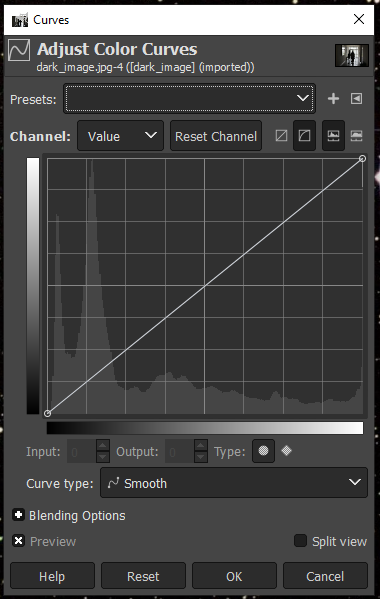 Curves
Adjust Color Curves
dark_image.jpg-4 ([dark_image] (imported))
Presets:
Channel: Value Reset Channel
Input: 0 Output: 0 Type:
Curve type: Smooth
Blending Options
Preview Split view
Help Reset OK Cancel